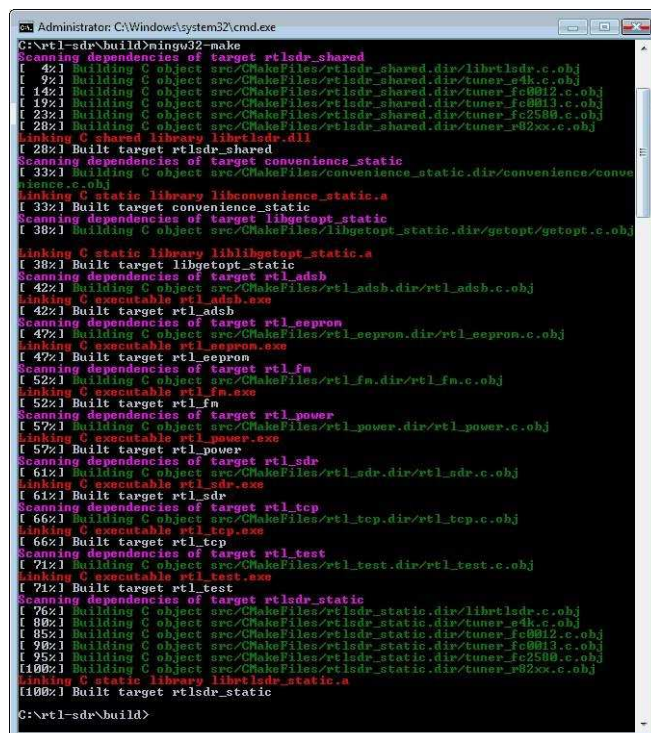 Administrator: C:\Windows\system32\cmd.exe
C:\rtl-sdr\build>mingw32-make
Scanning dependencies of target rtlsdr_shared
[  4%] Building C object src/CMakeFiles/rtlsdr_shared.dir/librtlsdr.c.obj
[  9%] Building C object src/CMakeFiles/rtlsdr_shared.dir/tuner_e4k.c.obj
[ 14%] Building C object src/CMakeFiles/rtlsdr_shared.dir/tuner_fc0012.c.obj
[ 19%] Building C object src/CMakeFiles/rtlsdr_shared.dir/tuner_fc0013.c.obj
[ 23%] Building C object src/CMakeFiles/rtlsdr_shared.dir/tuner_fc2580.c.obj
[ 28%] Building C object src/CMakeFiles/rtlsdr_shared.dir/tuner_r82xx.c.obj
Linking C shared library librtlsdr.dll
[ 28%] Built target rtlsdr_shared
Scanning dependencies of target convenience_static
[ 33%] Building C object src/CMakeFiles/convenience_static.dir/convenience/conve
nience.c.obj
Linking C static library libconvenience_static.a
[ 33%] Built target convenience_static
Scanning dependencies of target libgetopt_static
[ 38%] Building C object src/CMakeFiles/libgetopt_static.dir/getopt/getopt.c.obj
Linking C static library liblibgetopt_static.a
[ 38%] Built target libgetopt_static
Scanning dependencies of target rtl_adsb
[ 42%] Building C object src/CMakeFiles/rtl_adsb.dir/rtl_adsb.c.obj
Linking C executable rtl_adsb.exe
[ 42%] Built target rtl_adsb
Scanning dependencies of target rtl_eeprom
[ 47%] Building C object src/CMakeFiles/rtl_eeprom.dir/rtl_eeprom.c.obj
Linking C executable rtl_eeprom.exe
[ 47%] Built target rtl_eeprom
Scanning dependencies of target rtl_fm
[ 52%] Building C object src/CMakeFiles/rtl_fm.dir/rtl_fm.c.obj
Linking C executable rtl_fm.exe
[ 52%] Built target rtl_fm
Scanning dependencies of target rtl_power
[ 57%] Building C object src/CMakeFiles/rtl_power.dir/rtl_power.c.obj
Linking C executable rtl_power.exe
[ 57%] Built target rtl_power
Scanning dependencies of target rtl_sdr
[ 61%] Building C object src/CMakeFiles/rtl_sdr.dir/rtl_sdr.c.obj
Linking C executable rtl_sdr.exe
[ 61%] Built target rtl_sdr
Scanning dependencies of target rtl_tcp
[ 66%] Building C object src/CMakeFiles/rtl_tcp.dir/rtl_tcp.c.obj
Linking C executable rtl_tcp.exe
[ 66%] Built target rtl_tcp
Scanning dependencies of target rtl_test
[ 71%] Building C object src/CMakeFiles/rtl_test.dir/rtl_test.c.obj
Linking C executable rtl_test.exe
[ 71%] Built target rtl_test
Scanning dependencies of target rtlsdr_static
[ 76%] Building C object src/CMakeFiles/rtlsdr_static.dir/librtlsdr.c.obj
[ 80%] Building C object src/CMakeFiles/rtlsdr_static.dir/tuner_e4k.c.obj
[ 85%] Building C object src/CMakeFiles/rtlsdr_static.dir/tuner_fc0012.c.obj
[ 90%] Building C object src/CMakeFiles/rtlsdr_static.dir/tuner_fc0013.c.obj
[ 95%] Building C object src/CMakeFiles/rtlsdr_static.dir/tuner_fc2580.c.obj
[100%] Building C object src/CMakeFiles/rtlsdr_static.dir/tuner_r82xx.c.obj
Linking C static library librtlsdr_static.a
[100%] Built target rtlsdr_static
C:\rtl-sdr\build>